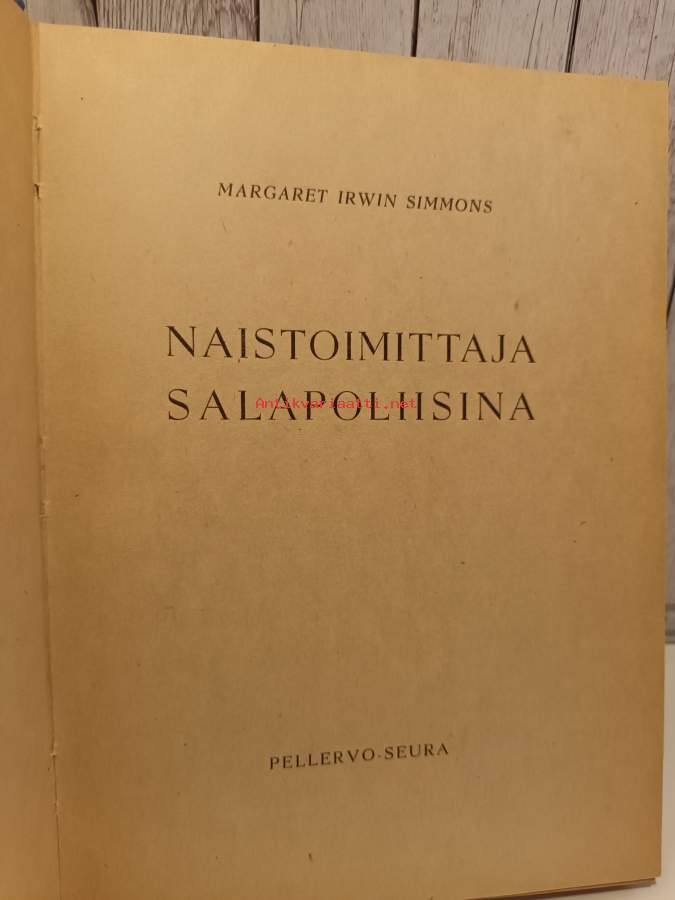 MARGARET IRWIN SIMMONS
NAISTOIMITTAJA
SALAPOLIISINA
Antikvariaatti.net
PELLERVO-SEURA